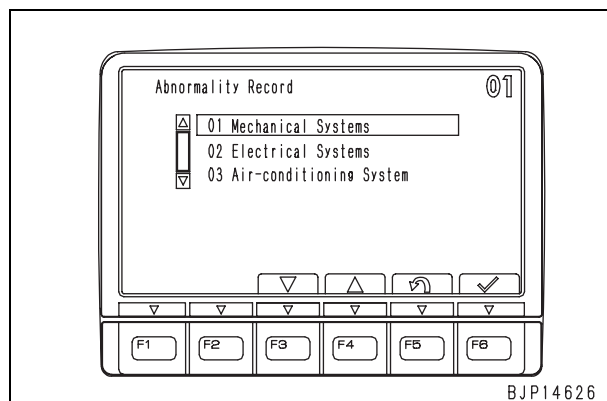 Abnormality Record
01
01 Mechanical Systems
02 Electrical Systems
03 Air-conditioning System
F1 F2 F3 F4 F5 F6
BJP14626